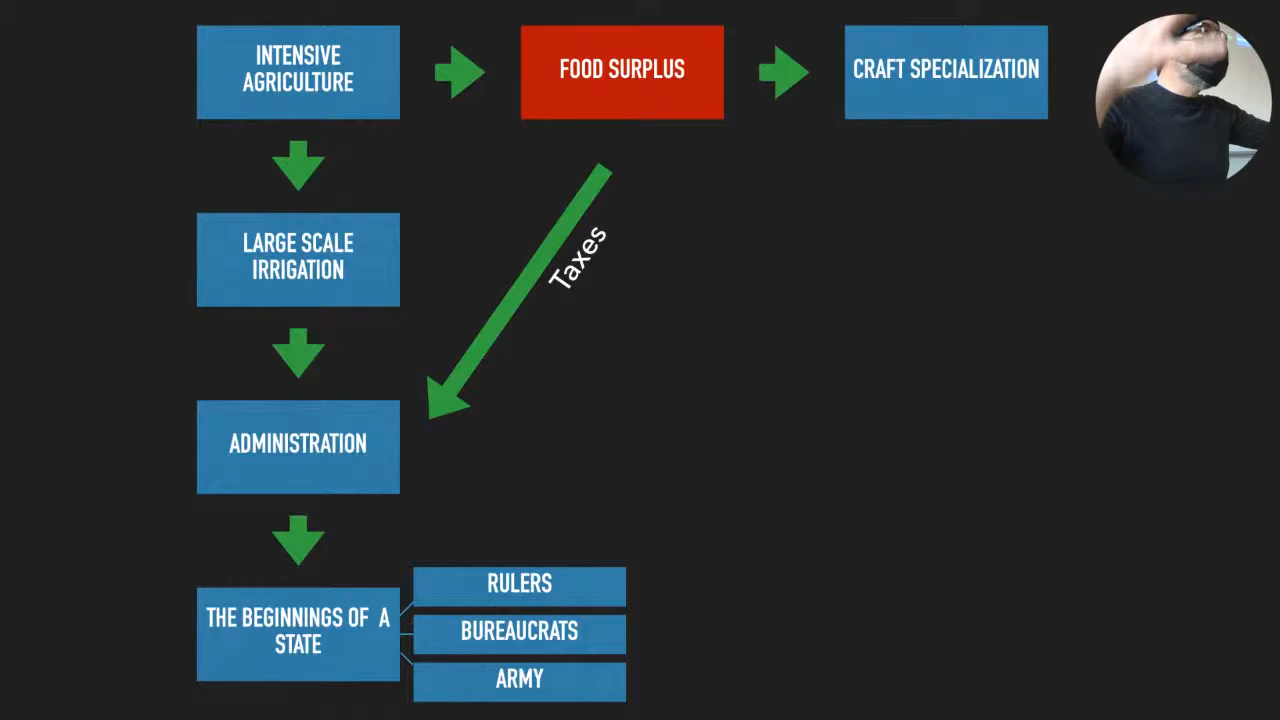 INTENSIVE
AGRICULTURE
FOOD SURPLUS
CRAFT SPECIALIZATION
Taxes
LARGE SCALE
IRRIGATION
ADMINISTRATION
THE BEGINNINGS OF A
STATE
RULERS
BUREAUCRATS
ARMY